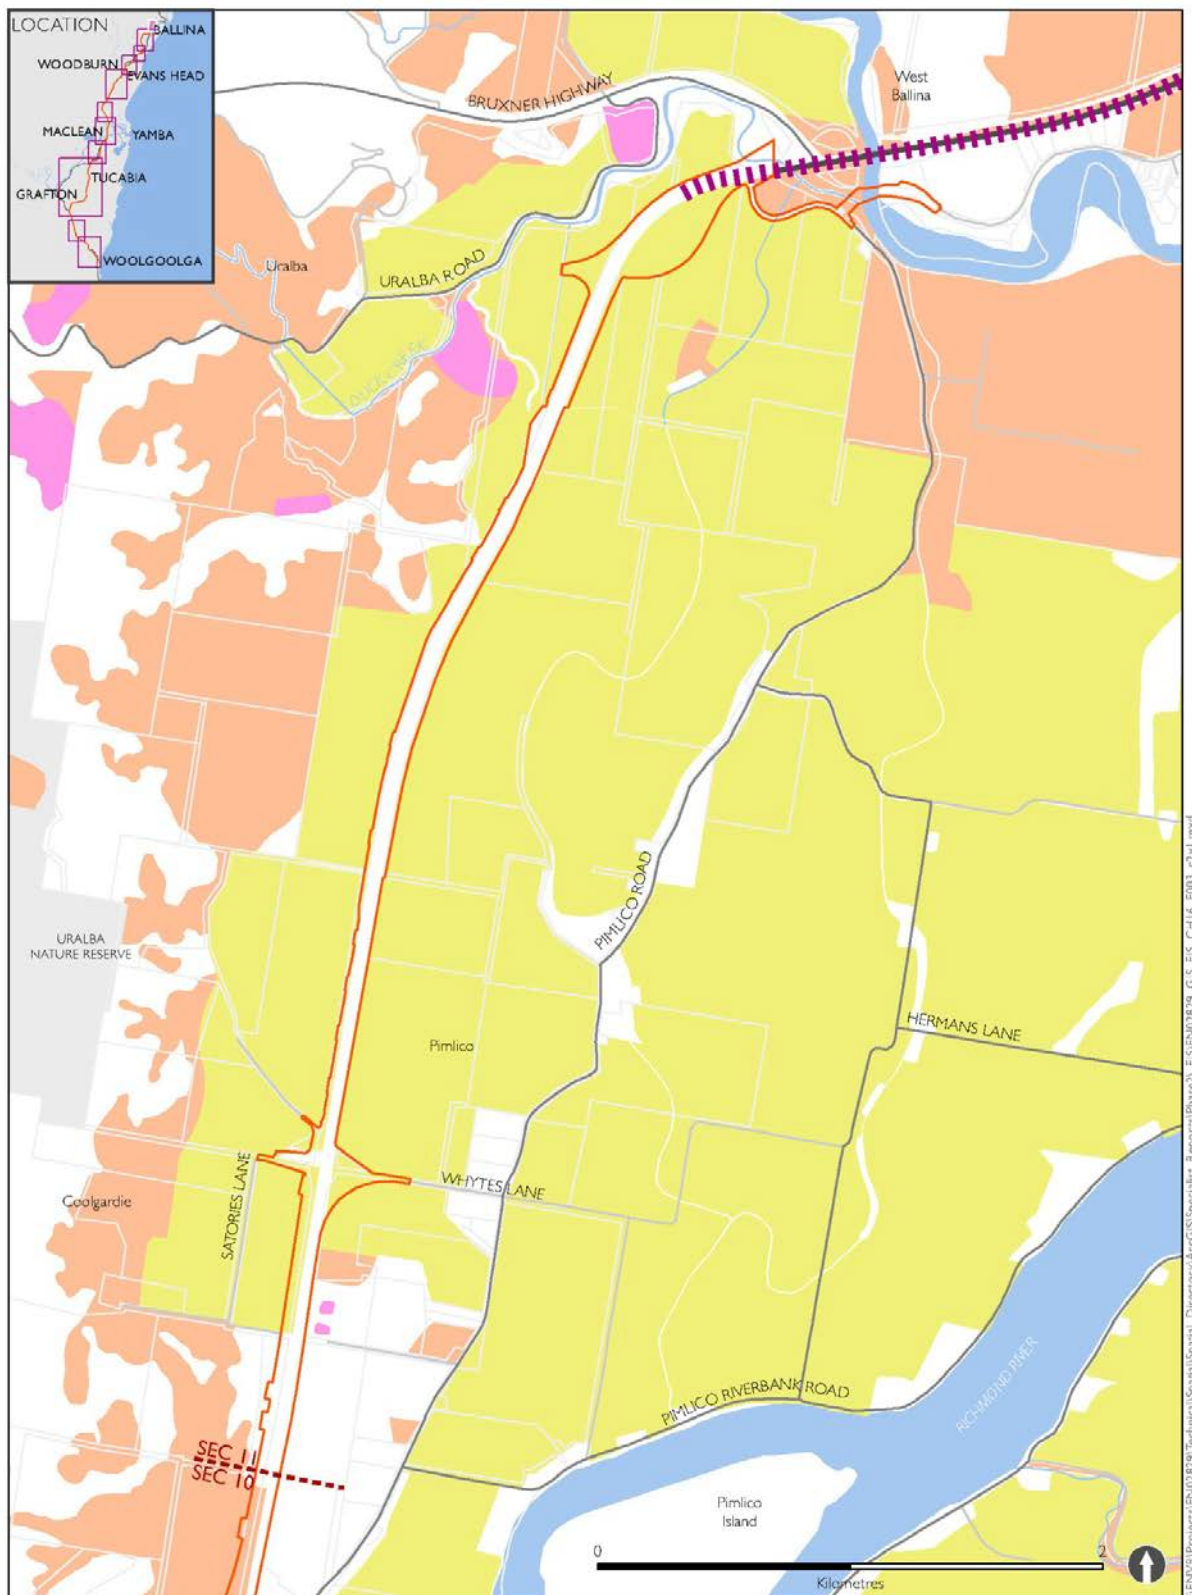 LOCATION
BALLINA
WOODBURN
EVANS HEAD
MACLEAN
YAMBA
TUCABIA
GRAFTON
WOOLGOOLGA
BRUXNER HIGHWAY
West
Ballina
Uralba
URALBA ROAD
DUCK CREEK
URALBA
NATURE RESERVE
PIMLICO ROAD
Pimlico
HERMANS LANE
Coolgardie
SATORIES LANE
WHYTES LANE
PIMLICO RIVERBANK ROAD
RICHMOND RIVER
SEC 11
SEC 10
Pimlico
Island
0 2
Kilometres